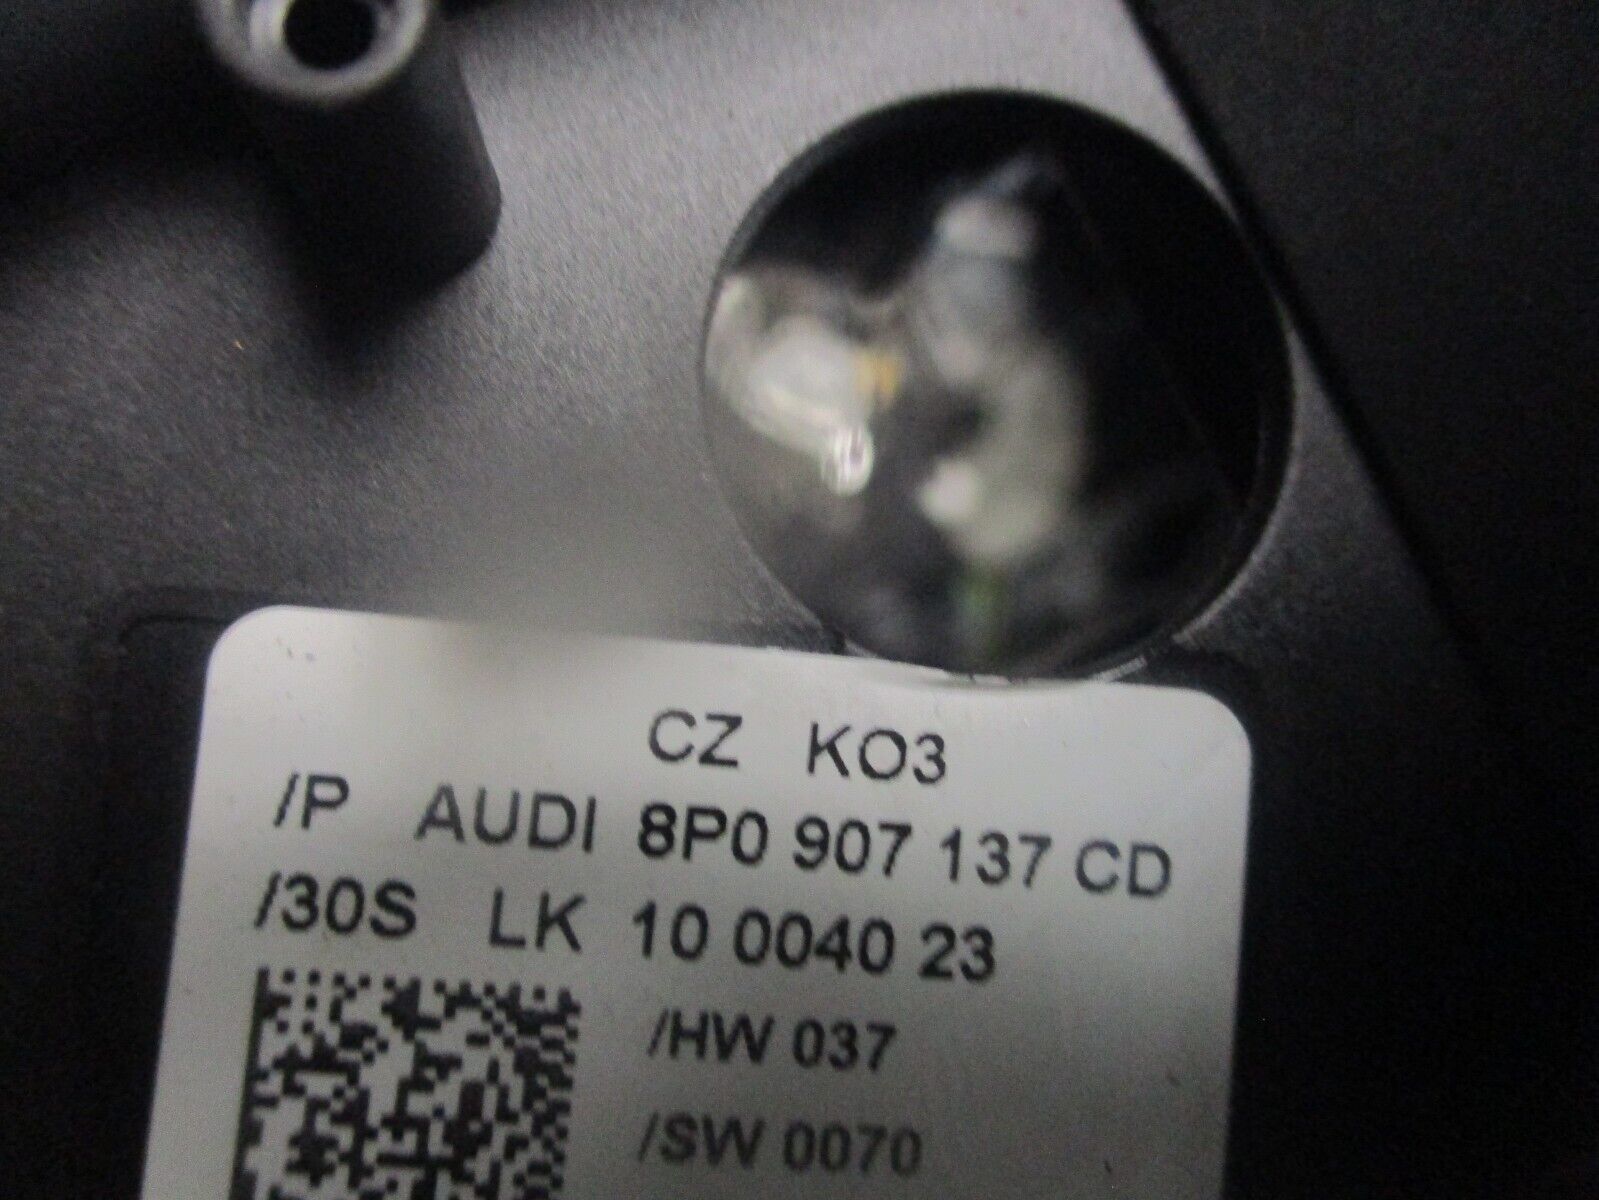 CZ KO3
/P AUDI 8P0 907 137 CD
/30S LK 10 0040 23
/HW 037
/SW 0070